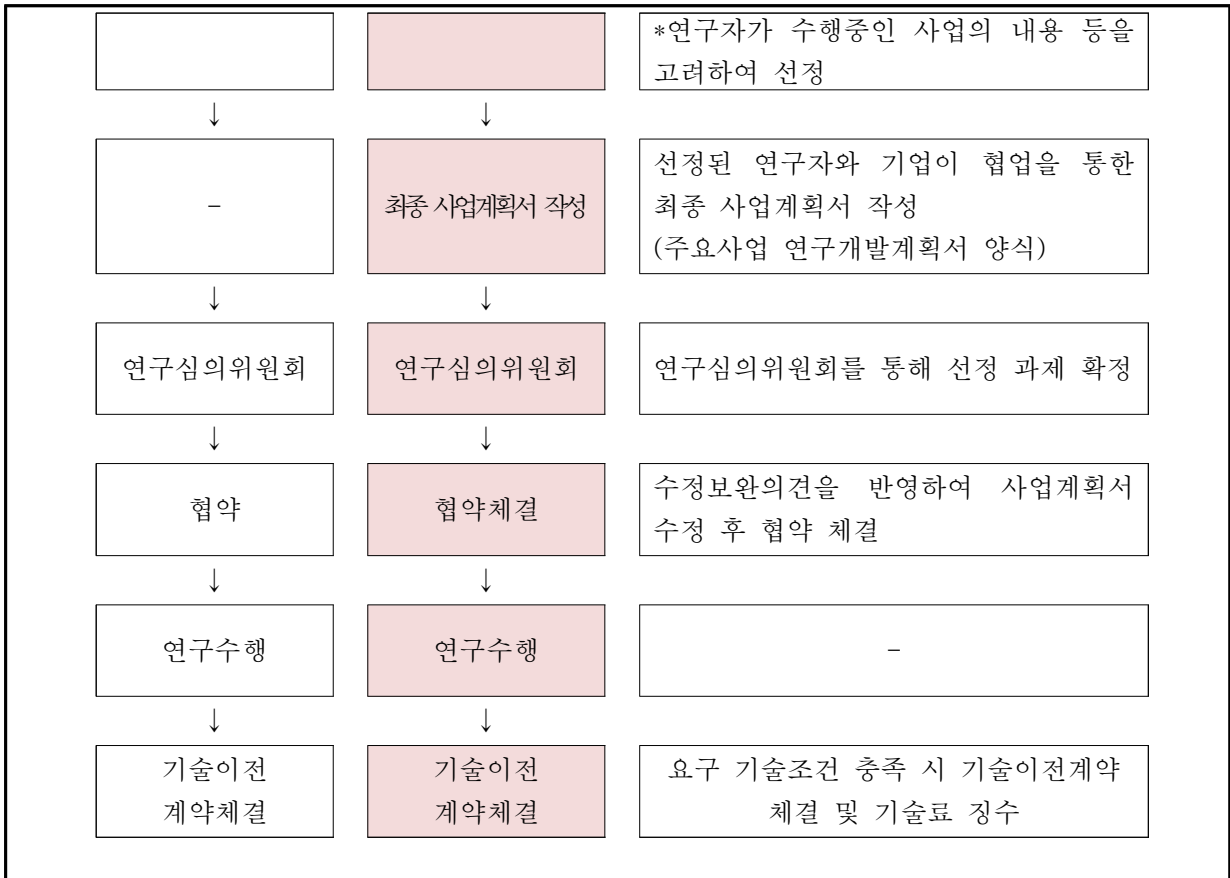 *연구자가 수행중인 사업의 내용 등을
고려하여 선정
↓ ↓
–
최종 사업계획서 작성
선정된 연구자와 기업이 협업을 통한
최종 사업계획서 작성
(주요사업 연구개발계획서 양식)
↓ ↓
연구심의위원회
연구심의위원회
연구심의위원회를 통해 선정 과제 확정
↓ ↓
협약
협약체결
수정보완의견을 반영하여 사업계획서
수정 후 협약 체결
↓ ↓
연구수행
연구수행
–
↓ ↓
기술이전
계약체결
기술이전
계약체결
요구 기술조건 충족 시 기술이전계약
체결 및 기술료 징수